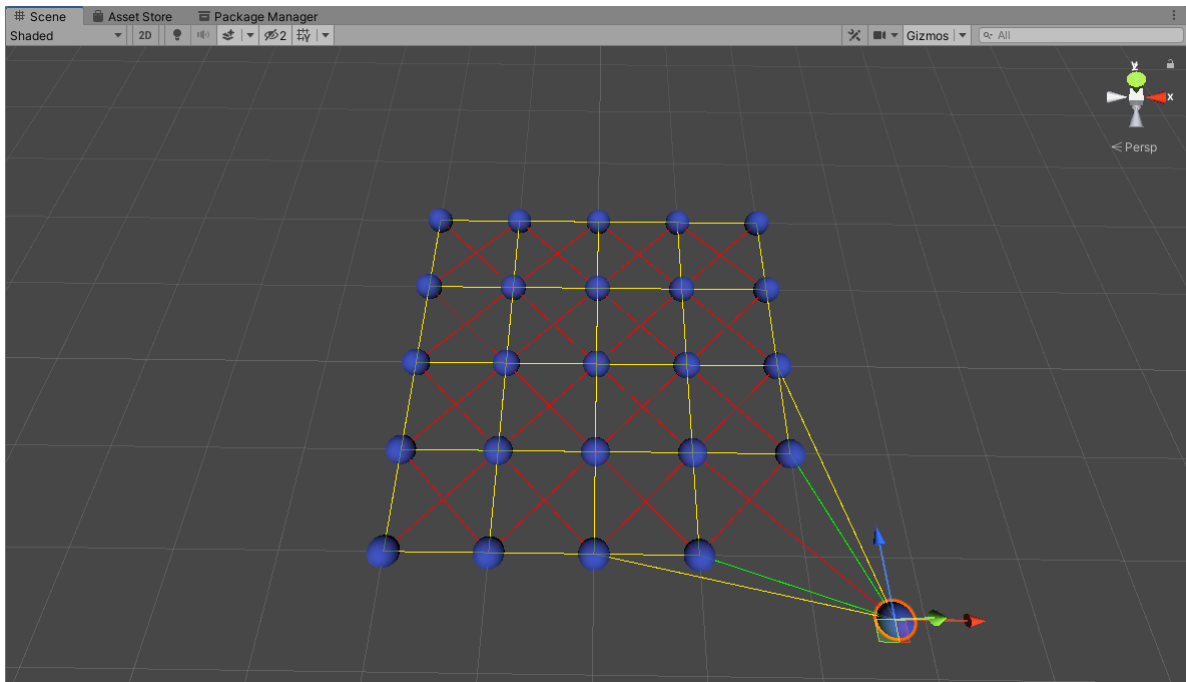 Scene Asset Store Package Manager
Shaded 2D 2 Gizmos All
y
x
Persp